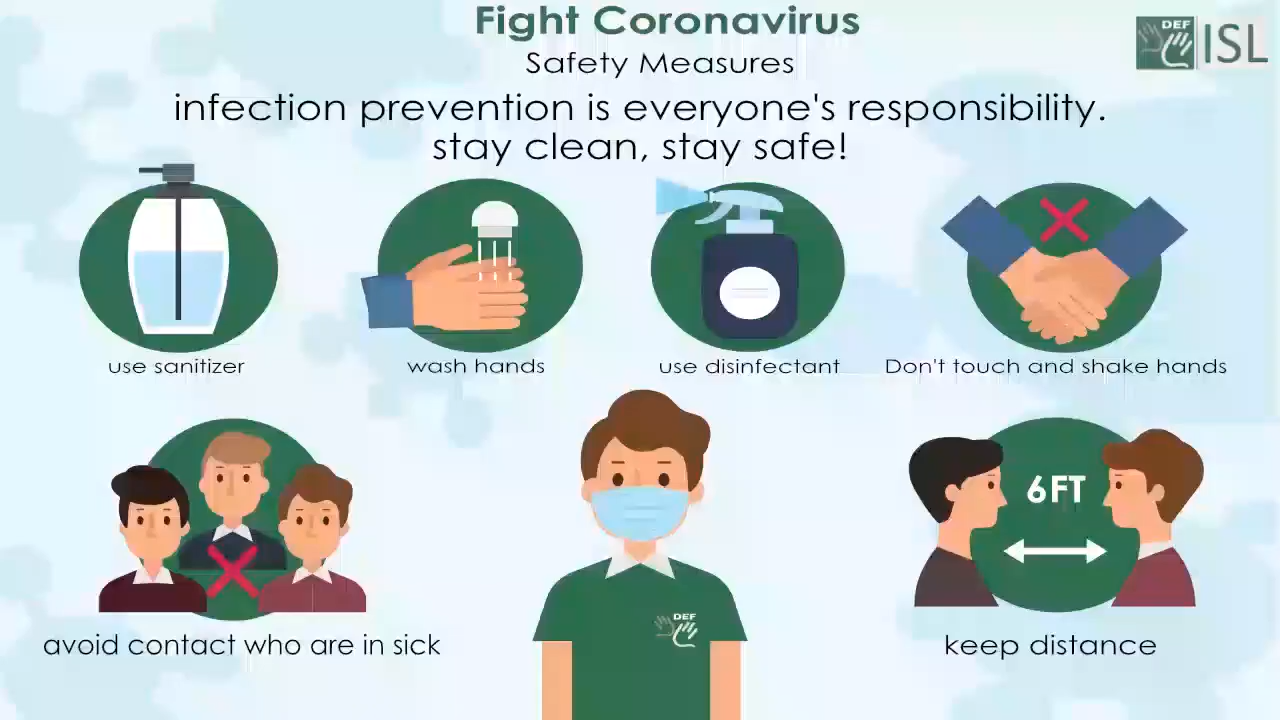 Fight Coronavirus
DEF
ISL
Safety Measures
infection prevention is everyone's responsibility.
stay clean, stay safe!
use sanitizer
wash hands
use disinfectant
Don't touch and shake hands
6FT
DEF
avoid contact who are in sick
keep distance